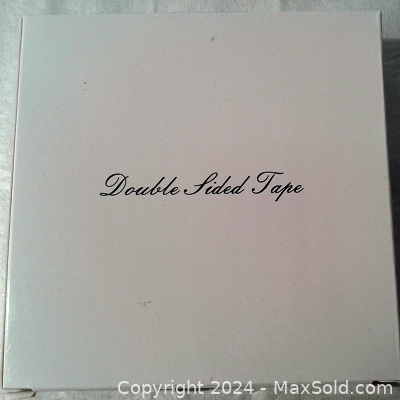 Double Sided Tape
Copyright © 2024 - MaxSold.com